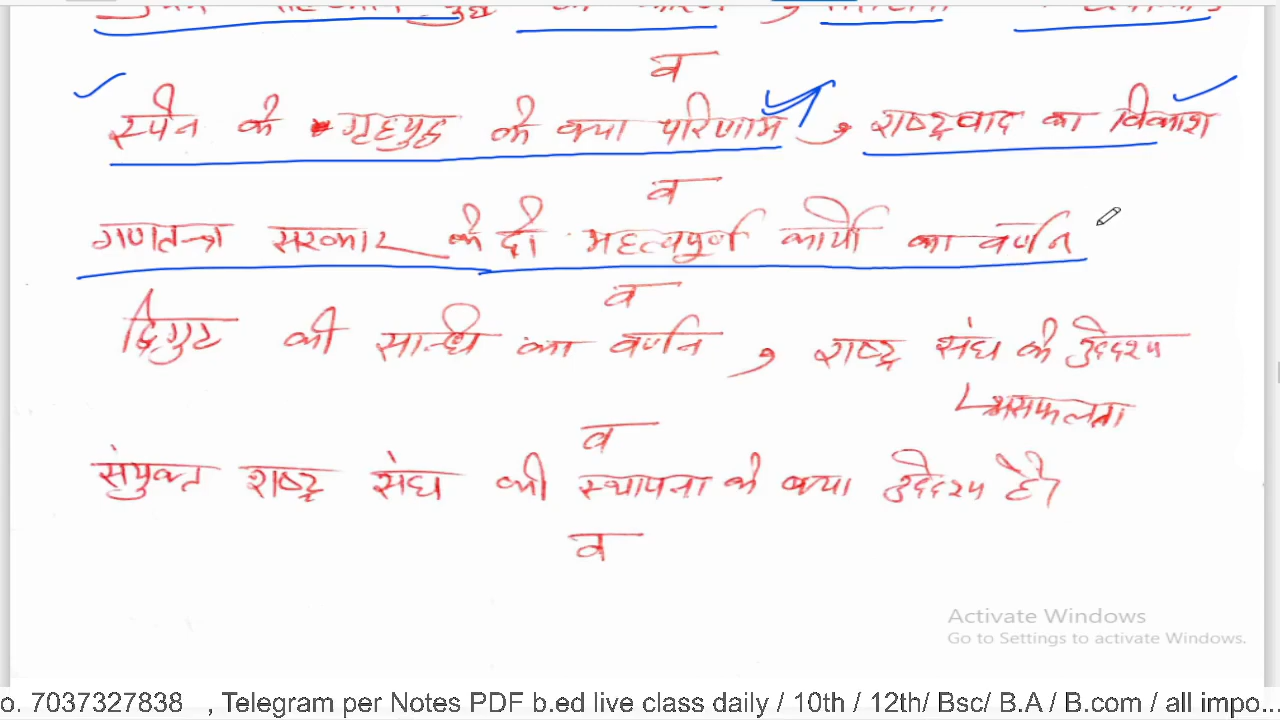 व
स्पेन के गृहयुद्ध के क्या परिणाम , राष्ट्रवाद का विकाश
व
गणतन्त्र सरकार के दो महत्वपूर्ण कार्यो का वर्णन
व
द्विगुट की सान्धि का वर्णन , राष्ट्र संघ के उद्देश्य
असफलता
व
संयुक्त राष्ट्र संघ की स्थापना के क्या उद्देश्य है।
व
Activate Windows
Go to Settings to activate Windows.
o. 7037327838 , Telegram per Notes PDF b.ed live class daily / 10th / 12th/ Bsc/ B.A / B.com / all impo...